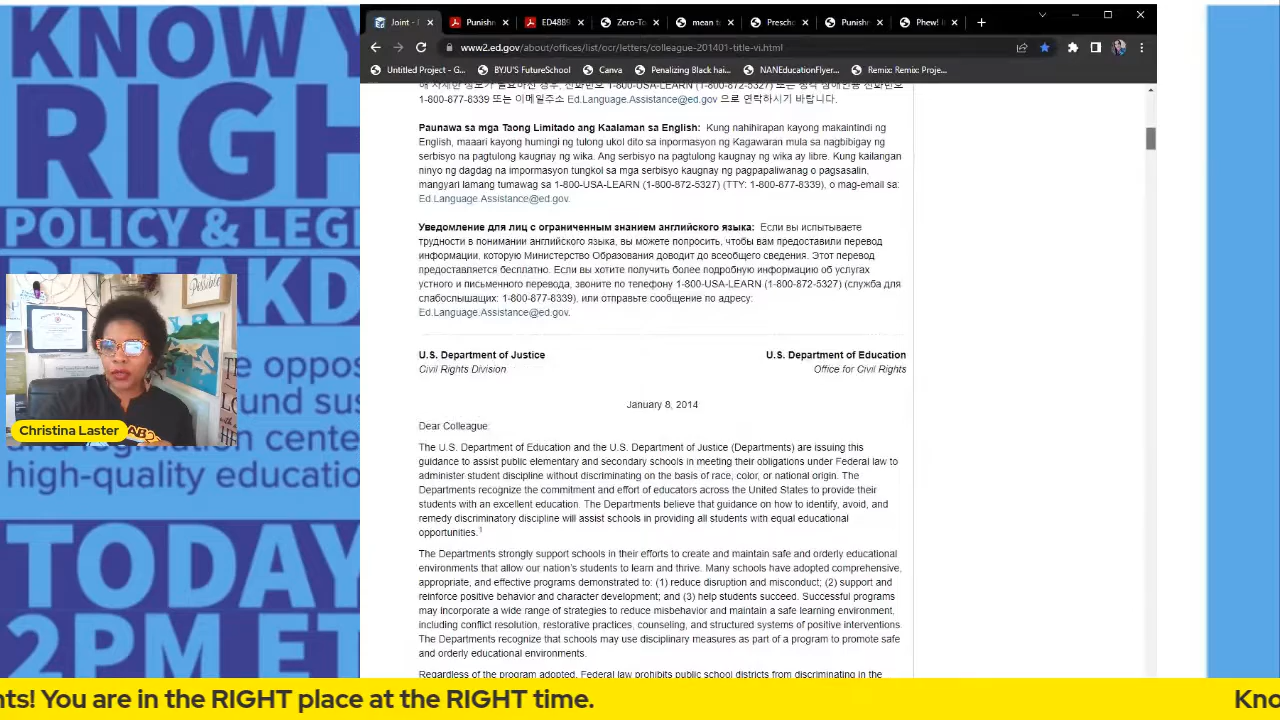 KNOW Y
RIGH
POLICY & LEG
BREAKD
e oppos
und sus
and legislation cente
high-quality educatio
TODAY
2PM ET
Possible
Christina Laster
Joint -
Punishm
ED4889
Zero-To
mean to
Prescho
Punishm
Phew! I
www2.ed.gov/about/offices/list/ocr/letters/colleague-201401-title-vi.html
Untitled Project - G...
BYJU'S FutureSchool
Canva
Penalizing Black hai...
NANEducationFlyer...
Remix: Remix Proje...
1-800-877-8339 또는 이메일주소 Ed.Language.Assistance@ed.gov 으로 연락하시기 바랍니다.
Paunawa sa mga Taong Limitado ang Kaalaman sa English: Kung nahihirapan kayong makaintindi ng
English, maaari kayong humingi ng tulong ukol dito sa inpormasyon ng Kagawaran mula sa nagbibigay ng
serbisyo na pagtulong kaugnay ng wika. Ang serbisyo na pagtulong kaugnay ng wika ay libre. Kung kailangan
ninyo ng dagdag na impormasyon tungkol sa mga serbisyo kaugnay ng pagpapaliwanag o pagsasalin,
mangyari lamang tumawag sa 1-800-USA-LEARN (1-800-872-5327) (TTY: 1-800-877-8339), o mag-email sa:
Ed.Language.Assistance@ed.gov.
Уведомление для лиц с ограниченным знанием английского языка: Если вы испытываете
трудности в понимании английского языка, вы можете попросить, чтобы вам предоставили перевод
информации, которую Министерство Образования доводит до всеобщего сведения. Этот перевод
предоставляется бесплатно. Если вы хотите получить более подробную информацию об услугах
устного и письменного перевода, звоните по телефону 1-800-USA-LEARN (1-800-872-5327) (служба для
слабослышащих: 1-800-877-8339), или отправьте сообщение по адресу:
Ed.Language.Assistance@ed.gov.
U.S. Department of Justice
Civil Rights Division
U.S. Department of Education
Office for Civil Rights
January 8, 2014
Dear Colleague:
The U.S. Department of Education and the U.S. Department of Justice (Departments) are issuing this
guidance to assist public elementary and secondary schools in meeting their obligations under Federal law to
administer student discipline without discriminating on the basis of race, color, or national origin. The
Departments recognize the commitment and effort of educators across the United States to provide their
students with an excellent education. The Departments believe that guidance on how to identify, avoid, and
remedy discriminatory discipline will assist schools in providing all students with equal educational
opportunities.1
The Departments strongly support schools in their efforts to create and maintain safe and orderly educational
environments that allow our nation's students to learn and thrive. Many schools have adopted comprehensive,
appropriate, and effective programs demonstrated to: (1) reduce disruption and misconduct; (2) support and
reinforce positive behavior and character development; and (3) help students succeed. Successful programs
may incorporate a wide range of strategies to reduce misbehavior and maintain a safe learning environment,
including conflict resolution, restorative practices, counseling, and structured systems of positive interventions.
The Departments recognize that schools may use disciplinary measures as part of a program to promote safe
and orderly educational environments.
Regardless of the program adopted, Federal law prohibits public school districts from discriminating in the
nts! You are in the RIGHT place at the RIGHT time.
Kno